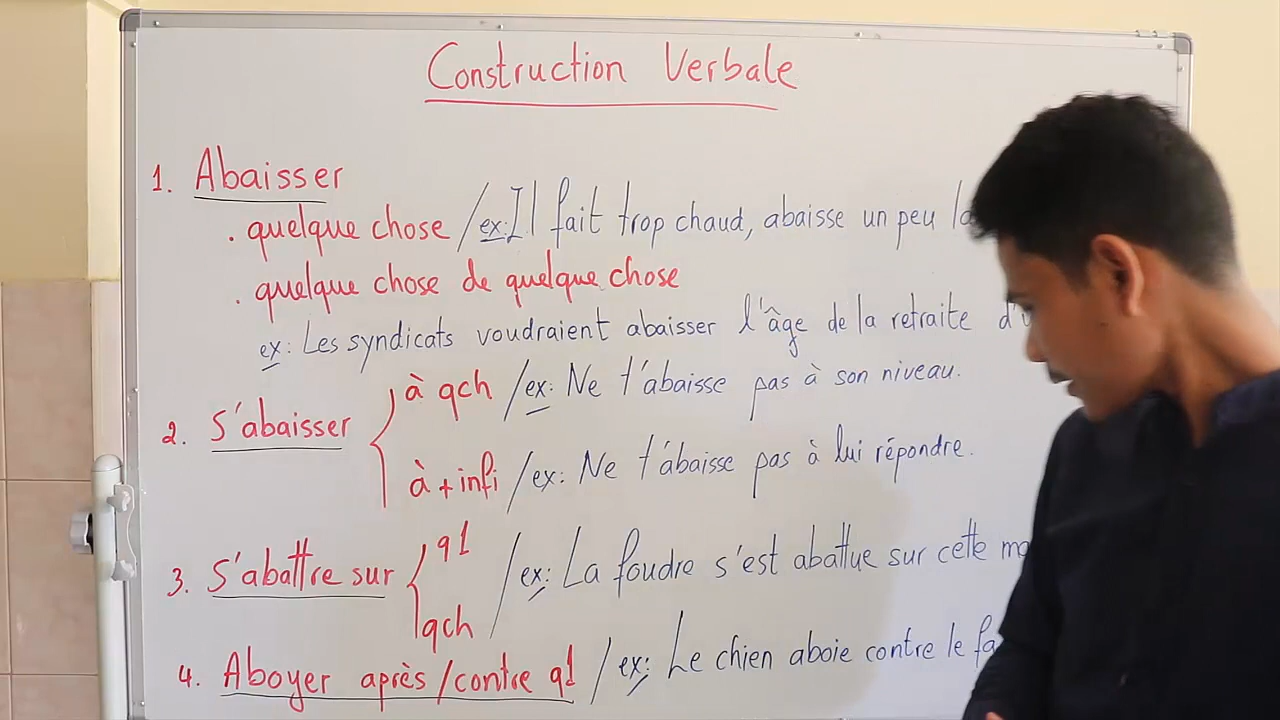 Construction Verbale
1. Abaisser
. quelque chose / ex: Il fait trop chaud, abaisse un peu
. quelque chose de quelque chose
ex: Les syndicats voudraient abaisser l'âge de la retraite
2. S'abaisser
à qch / ex: Ne t'abaisse pas à son niveau.
à + infi / ex: Ne t'abaisse pas à lui répondre.
3. S'abattre sur
q1
qch
/ ex: La foudre s'est abattue sur cette
4. Aboyer après / contre q1 / ex: Le chien aboie contre le